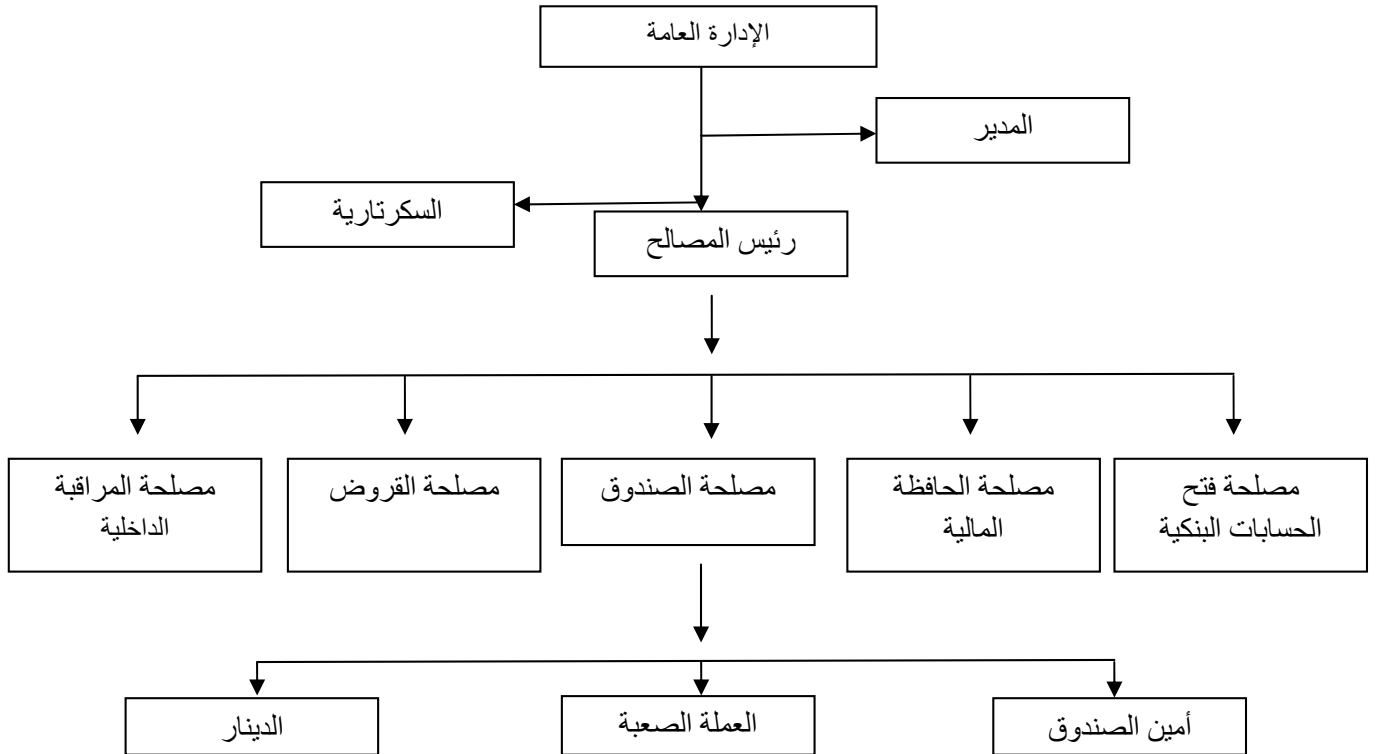 الإدارة العامة
المدير
السكرتارية
رئيس المصالح
مصلحة فتح
الحسابات البنكية
مصلحة الحافظة
المالية
مصلحة الصندوق
مصلحة القروض
مصلحة المراقبة
الداخلية
أمين الصندوق
العملة الصعبة
الدينار